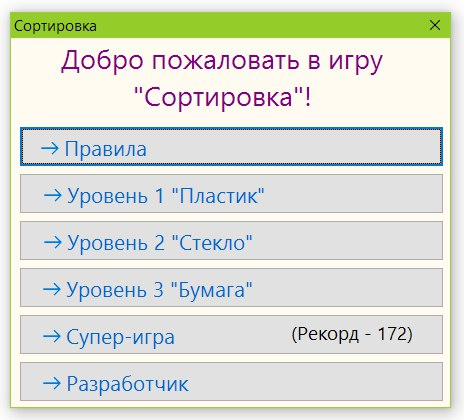 Сортировка
Добро пожаловать в игру
"Сортировка"!
Правила
Уровень 1 "Пластик"
Уровень 2 "Стекло"
Уровень 3 "Бумага"
Супер-игра (Рекорд - 172)
Разработчик